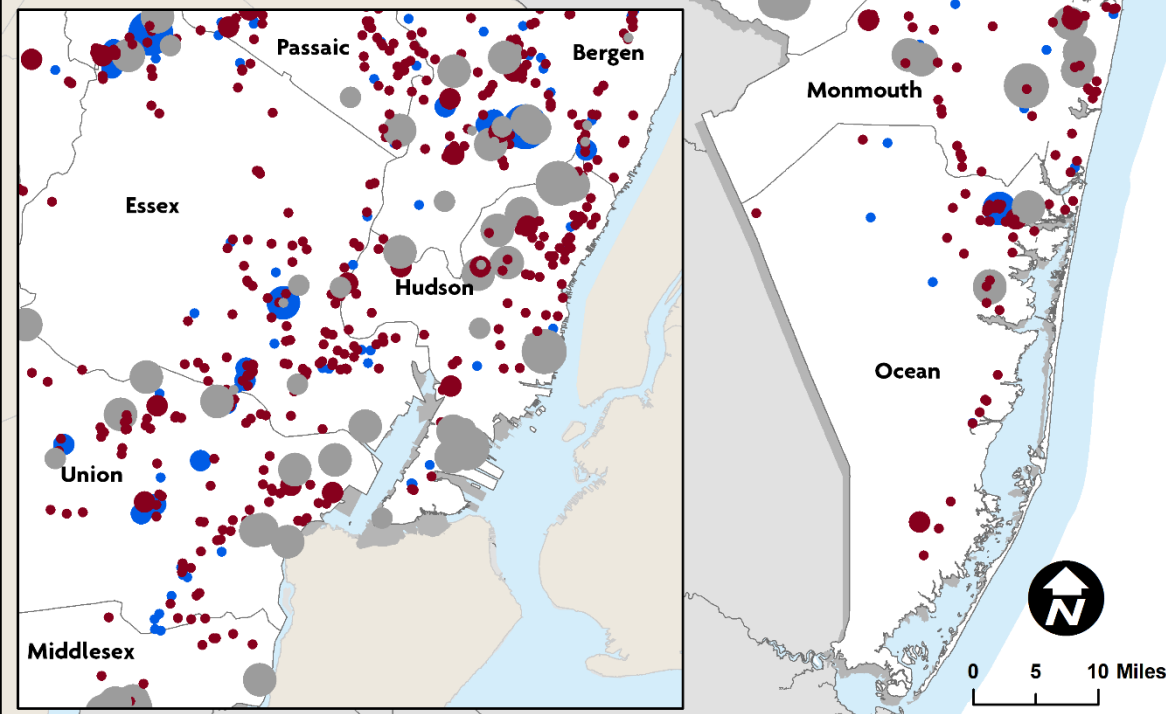 Passaic
Bergen
Essex
Hudson
Union
Middlesex
Monmouth
Ocean
N
0 5 10 Miles